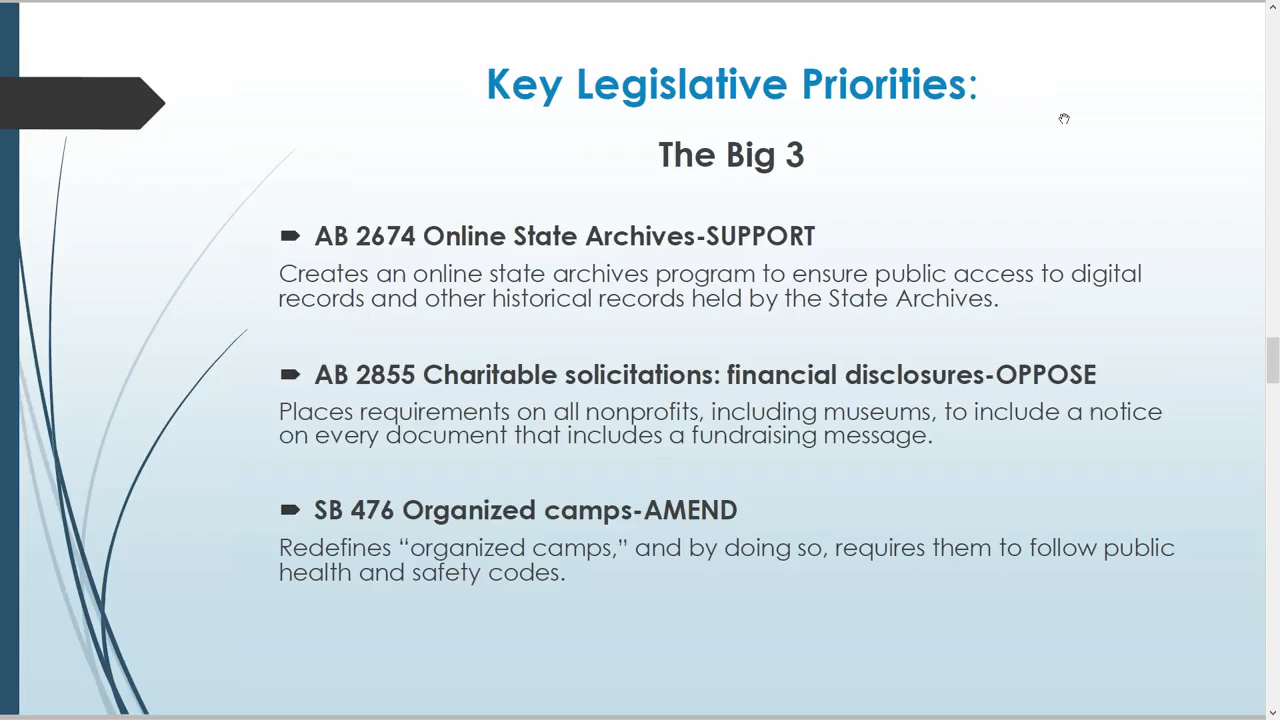 Key Legislative Priorities:
The Big 3
AB 2674 Online State Archives-SUPPORT
Creates an online state archives program to ensure public access to digital
records and other historical records held by the State Archives.
AB 2855 Charitable solicitations: financial disclosures-OPPOSE
Places requirements on all nonprofits, including museums, to include a notice
on every document that includes a fundraising message.
SB 476 Organized camps-AMEND
Redefines “organized camps,” and by doing so, requires them to follow public
health and safety codes.